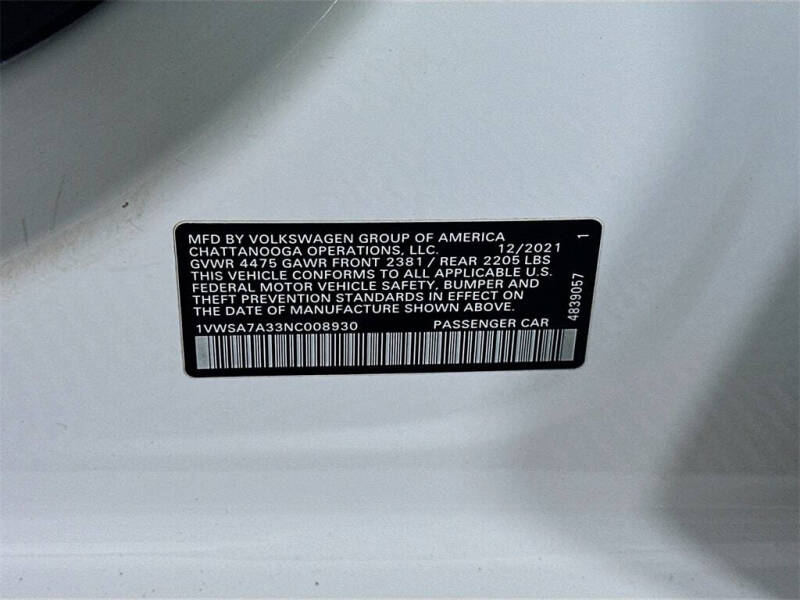 MFD BY VOLKSWAGEN GROUP OF AMERICA
CHATTANOOGA OPERATIONS, LLC. 12/2021
GVWR 4475 GAWR FRONT 2381 / REAR 2205 LBS
THIS VEHICLE CONFORMS TO ALL APPLICABLE U.S.
FEDERAL MOTOR VEHICLE SAFETY, BUMPER AND
THEFT PREVENTION STANDARDS IN EFFECT ON
THE DATE OF MANUFACTURE SHOWN ABOVE.
1VWSA7A33NC008930 PASSENGER CAR
4839057 1